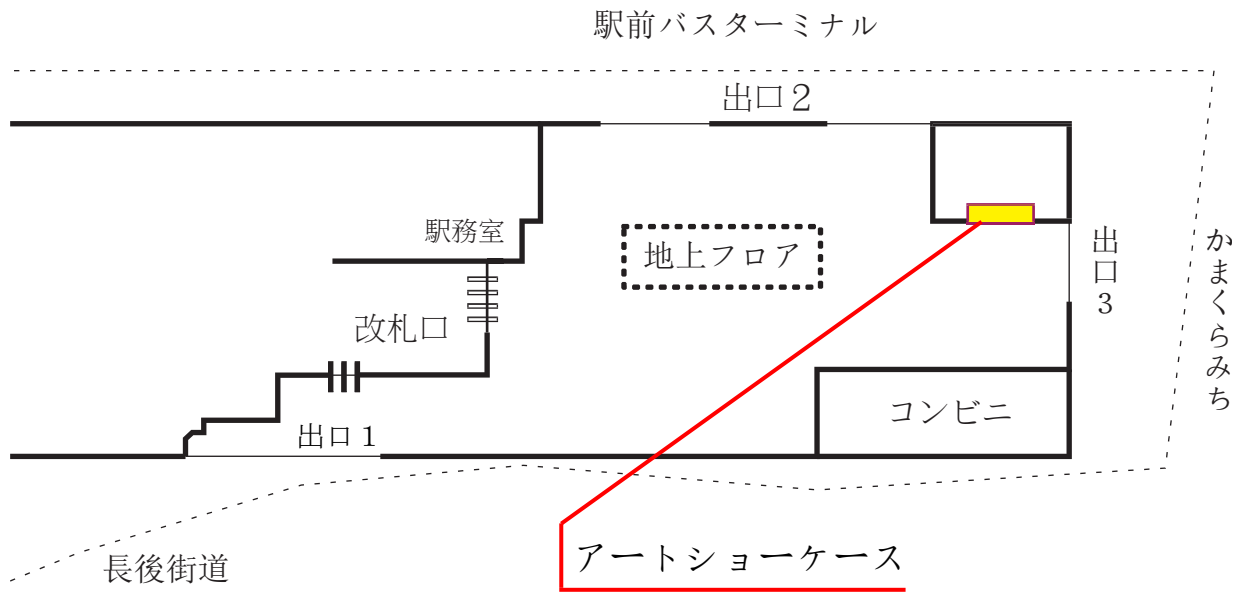 駅前バスターミナル
出口２
駅務室
地上フロア
出口３
かまくらみち
改札口
コンビニ
出口１
アートショーケース
長後街道